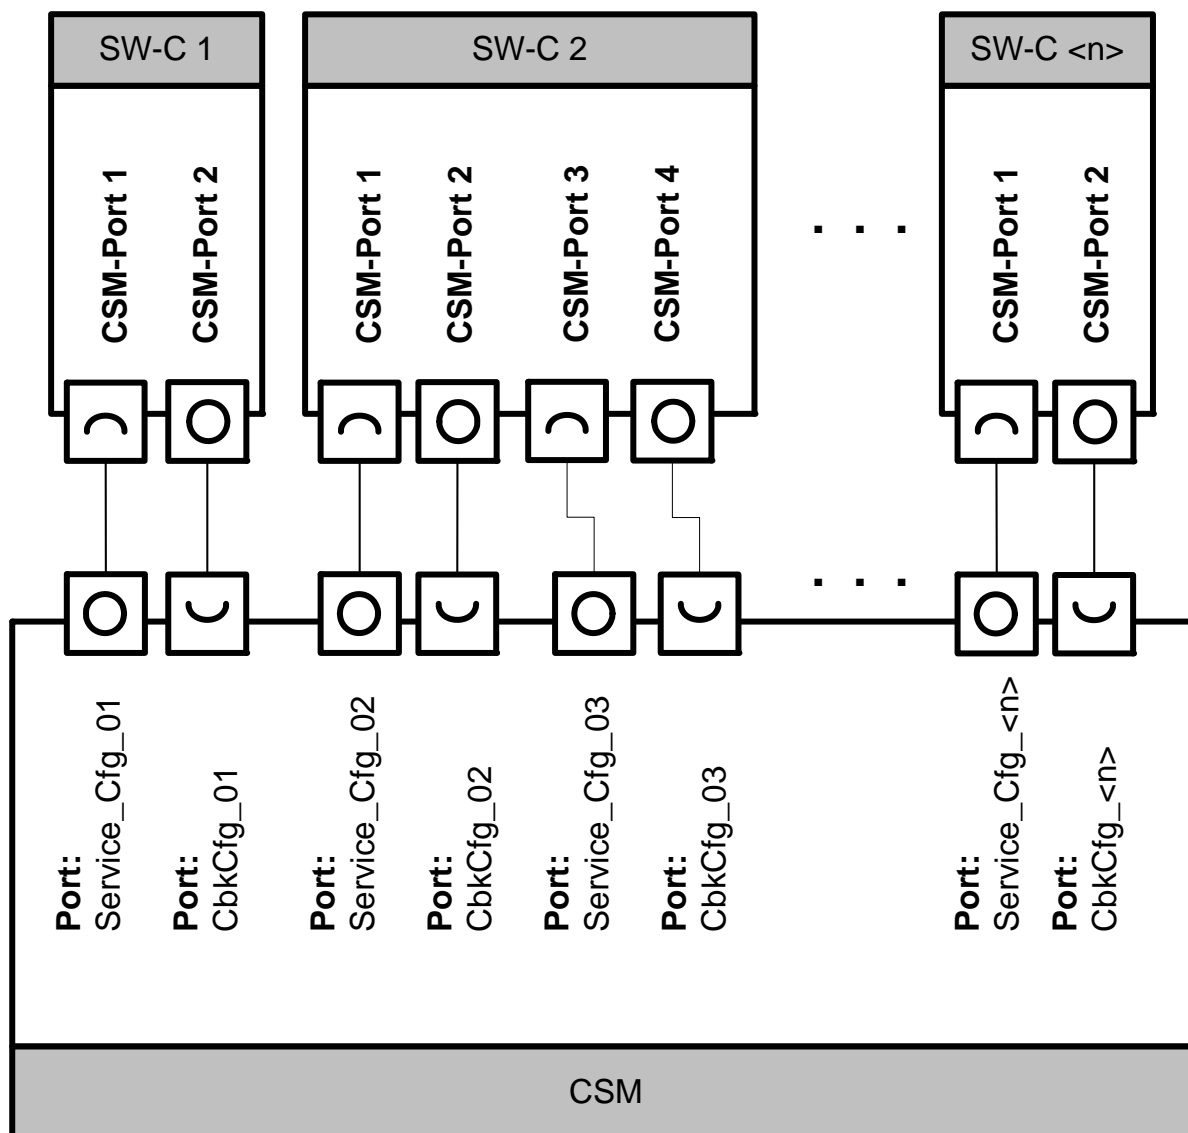 SW-C 1
SW-C 2
SW-C <n>
CSM-Port 1
CSM-Port 2
CSM-Port 1
CSM-Port 2
CSM-Port 3
CSM-Port 4
. . .
CSM-Port 1
CSM-Port 2
. . .
Port:
Service_Cfg_01
Port:
CbkCfg_01
Port:
Service_Cfg_02
Port:
CbkCfg_02
Port:
Service_Cfg_03
Port:
CbkCfg_03
Port:
Service_Cfg_<n>
Port:
CbkCfg_<n>
CSM